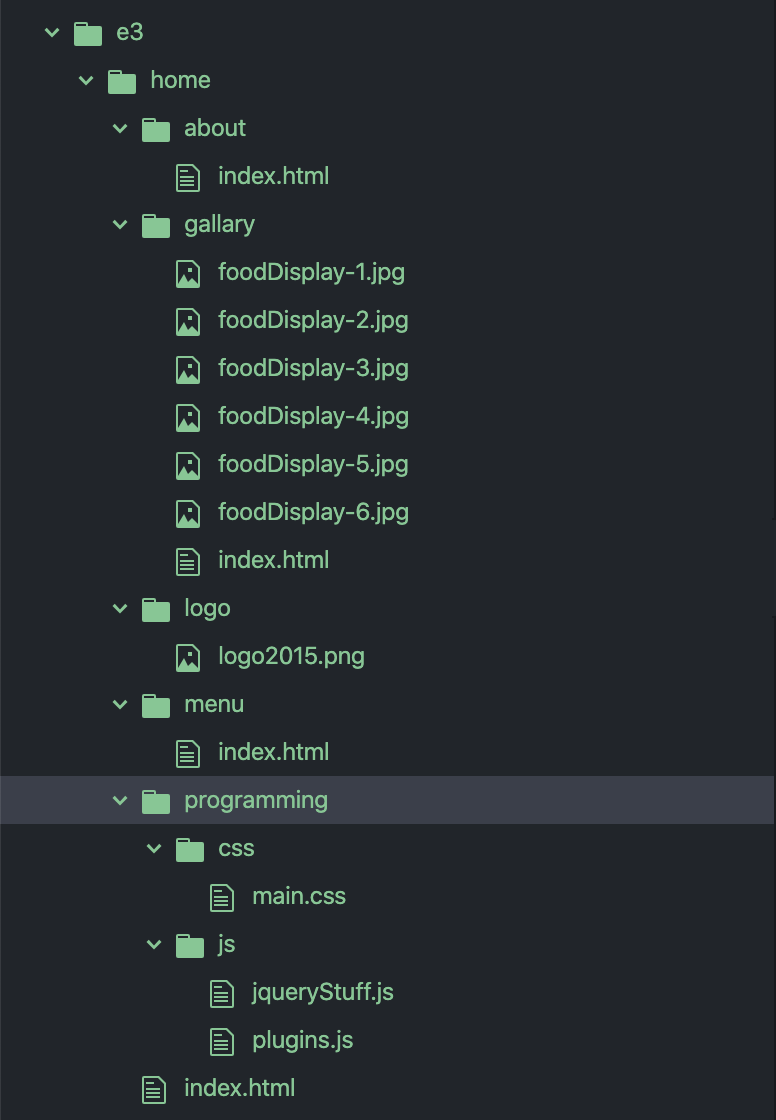 e3
home
about
index.html
gallary
foodDisplay-1.jpg
foodDisplay-2.jpg
foodDisplay-3.jpg
foodDisplay-4.jpg
foodDisplay-5.jpg
foodDisplay-6.jpg
index.html
logo
logo2015.png
menu
index.html
programming
css
main.css
js
jqueryStuff.js
plugins.js
index.html